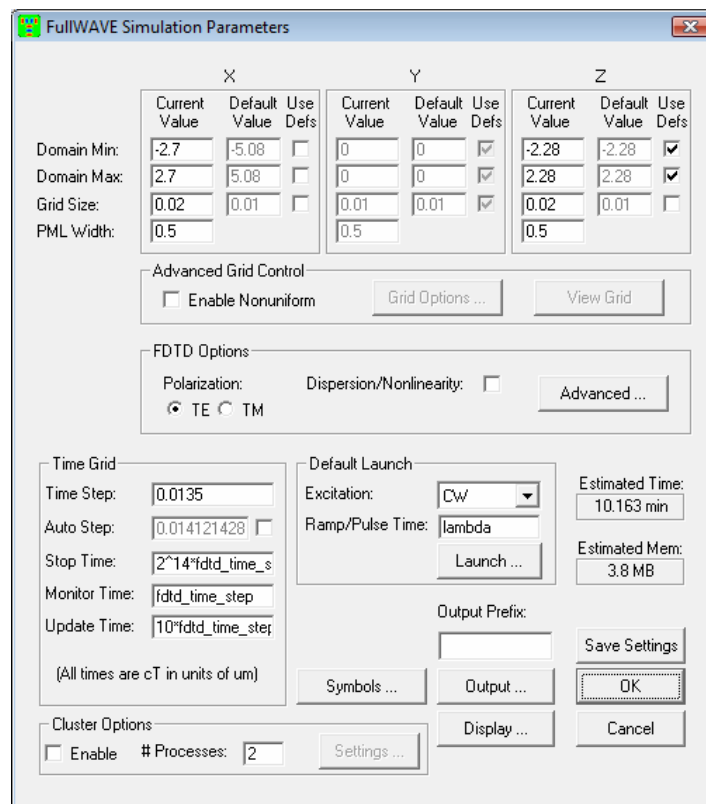 FullWAVE Simulation Parameters
X Y Z
Current Default Use Current Default Use Current Default Use
Value Value Defs Value Value Defs Value Value Defs
Domain Min: -2.7 -5.08 0 0 -2.28 -2.28
Domain Max: 2.7 5.08 0 0 2.28 2.28
Grid Size: 0.02 0.01 0.01 0.01 0.02 0.01
PML Width: 0.5 0.5 0.5
Advanced Grid Control
Enable Nonuniform Grid Options ... View Grid
FDTD Options
Polarization: Dispersion/Nonlinearity: Advanced ...
TE TM
Time Grid Default Launch
Time Step: 0.0135 Excitation: CW Estimated Time:
10.163 min
Auto Step: 0.014121428 Ramp/Pulse Time: lambda
Stop Time: 2^14*fdtd_time_s Launch ... Estimated Mem:
3.8 MB
Monitor Time: fdtd_time_step
Update Time: 10*fdtd_time_step Output Prefix:
Save Settings
(All times are cT in units of um) Symbols ... Output ... OK
Cluster Options Display ... Cancel
Enable # Processes: 2 Settings ...